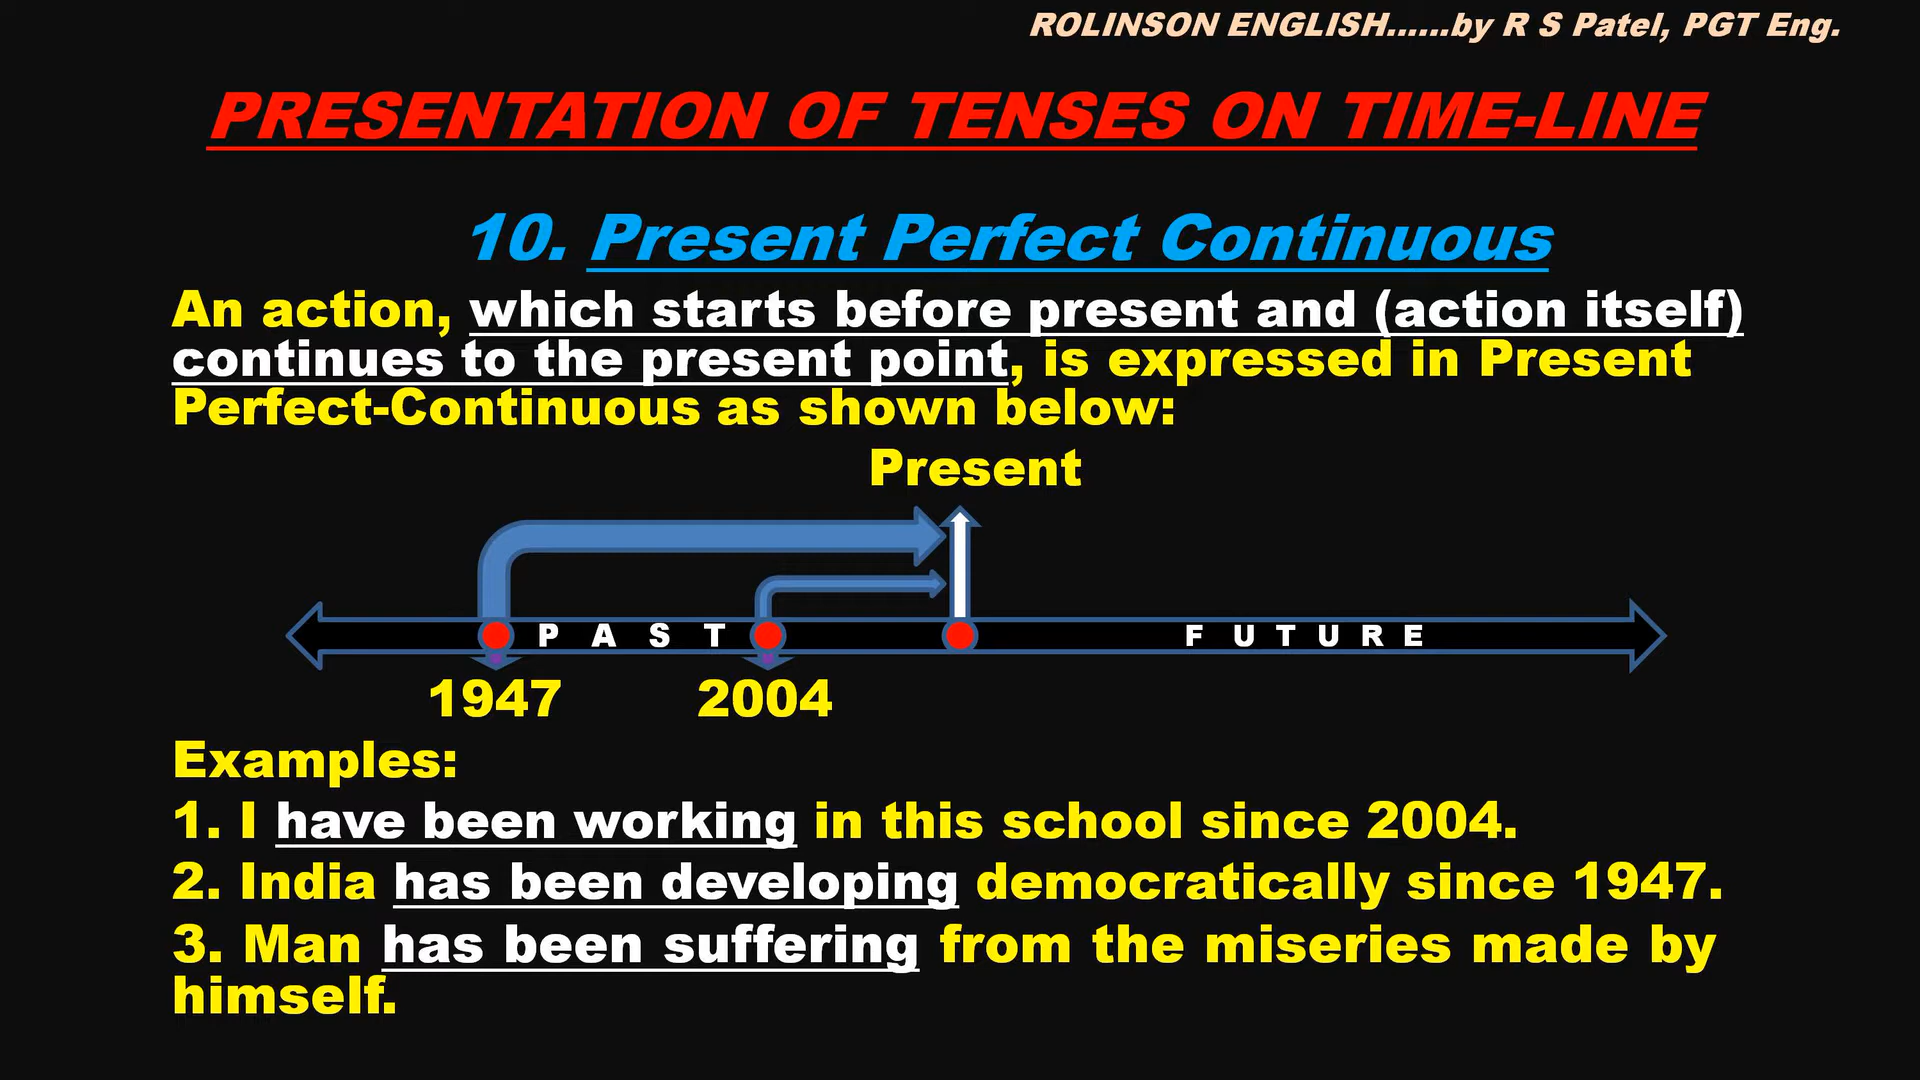 ROLINSON ENGLISH......by R S Patel, PGT Eng.
PRESENTATION OF TENSES ON TIME-LINE
10. Present Perfect Continuous
An action, which starts before present and (action itself)
continues to the present point, is expressed in Present
Perfect-Continuous as shown below:
Present
P A S T F U T U R E
1947 2004
Examples:
1. I have been working in this school since 2004.
2. India has been developing democratically since 1947.
3. Man has been suffering from the miseries made by
himself.